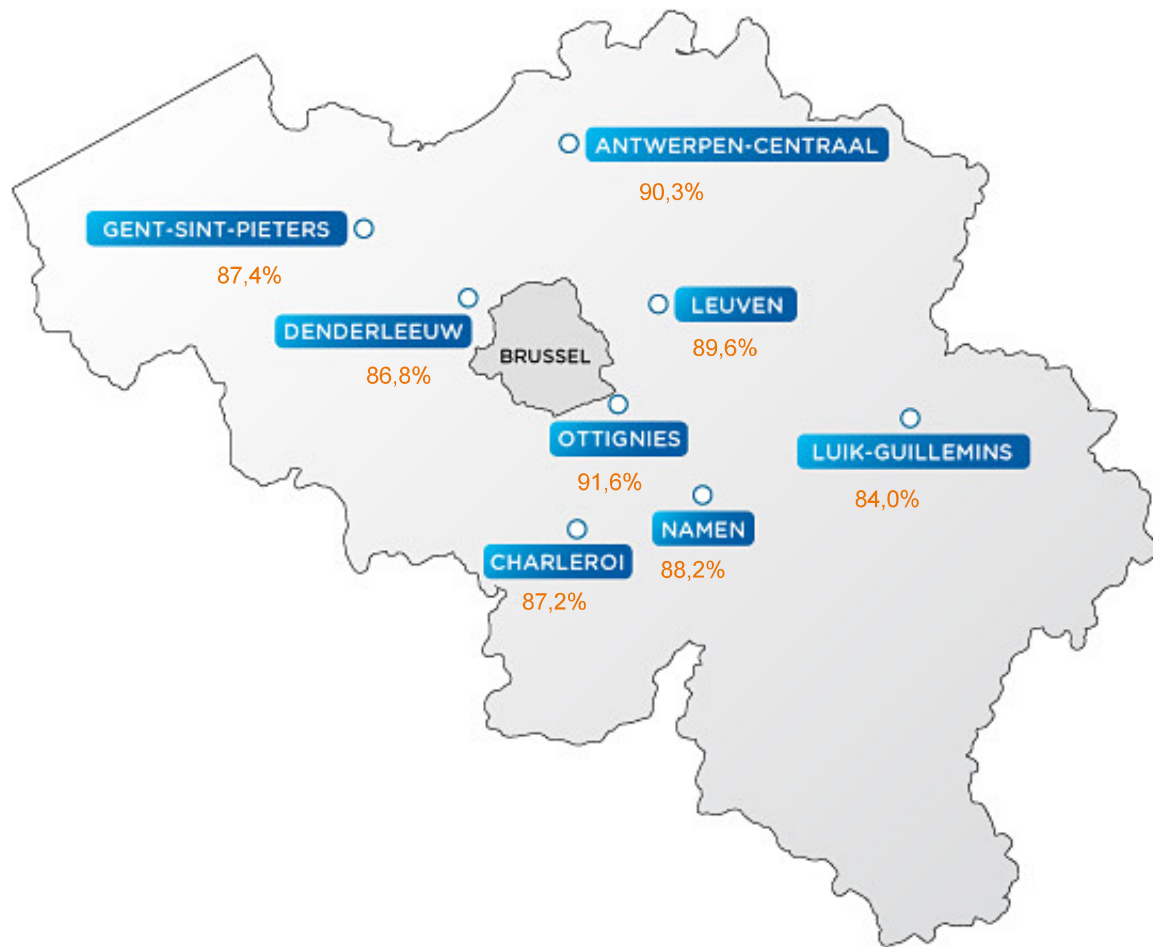 ANTWERPEN-CENTRAAL
90,3%
GENT-SINT-PIETERS
87,4%
DENDERLEEUW
86,8%
LEUVEN
89,6%
BRUSSEL
OTTIGNIES
91,6%
LUIK-GUILLEMINS
84,0%
NAMEN
88,2%
CHARLEROI
87,2%